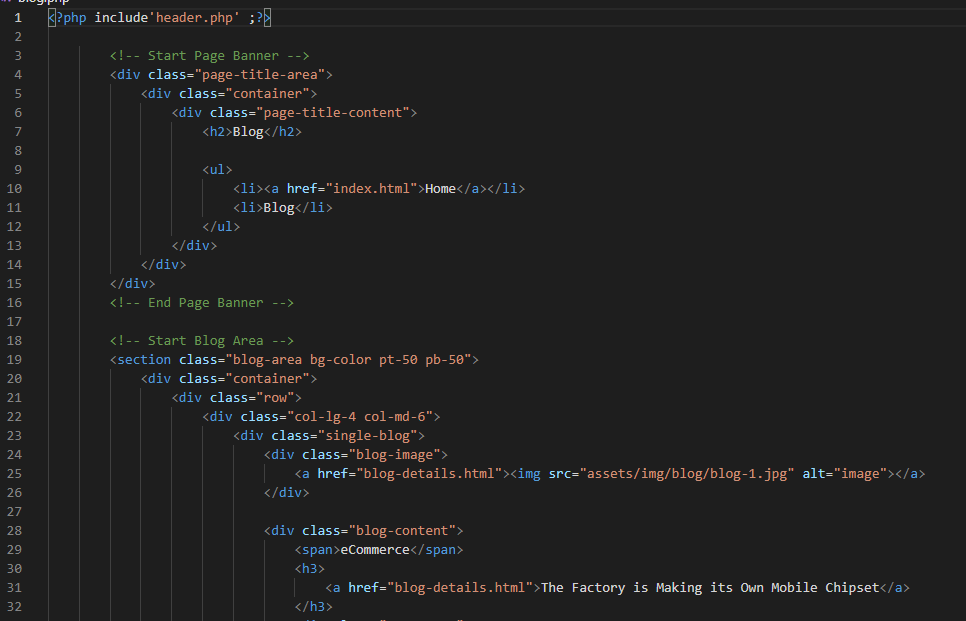 blog.php
1 <?php include'header.php' ;?>
2
3 <!-- Start Page Banner -->
4 <div class="page-title-area">
5 <div class="container">
6 <div class="page-title-content">
7 <h2>Blog</h2>
8
9 <ul>
10 <li><a href="index.html">Home</a></li>
11 <li>Blog</li>
12 </ul>
13 </div>
14 </div>
15 </div>
16 <!-- End Page Banner -->
17
18 <!-- Start Blog Area -->
19 <section class="blog-area bg-color pt-50 pb-50">
20 <div class="container">
21 <div class="row">
22 <div class="col-lg-4 col-md-6">
23 <div class="single-blog">
24 <div class="blog-image">
25 <a href="blog-details.html"><img src="assets/img/blog/blog-1.jpg" alt="image"></a>
26 </div>
27
28 <div class="blog-content">
29 <span>eCommerce</span>
30 <h3>
31 <a href="blog-details.html">The Factory is Making its Own Mobile Chipset</a>
32 </h3>